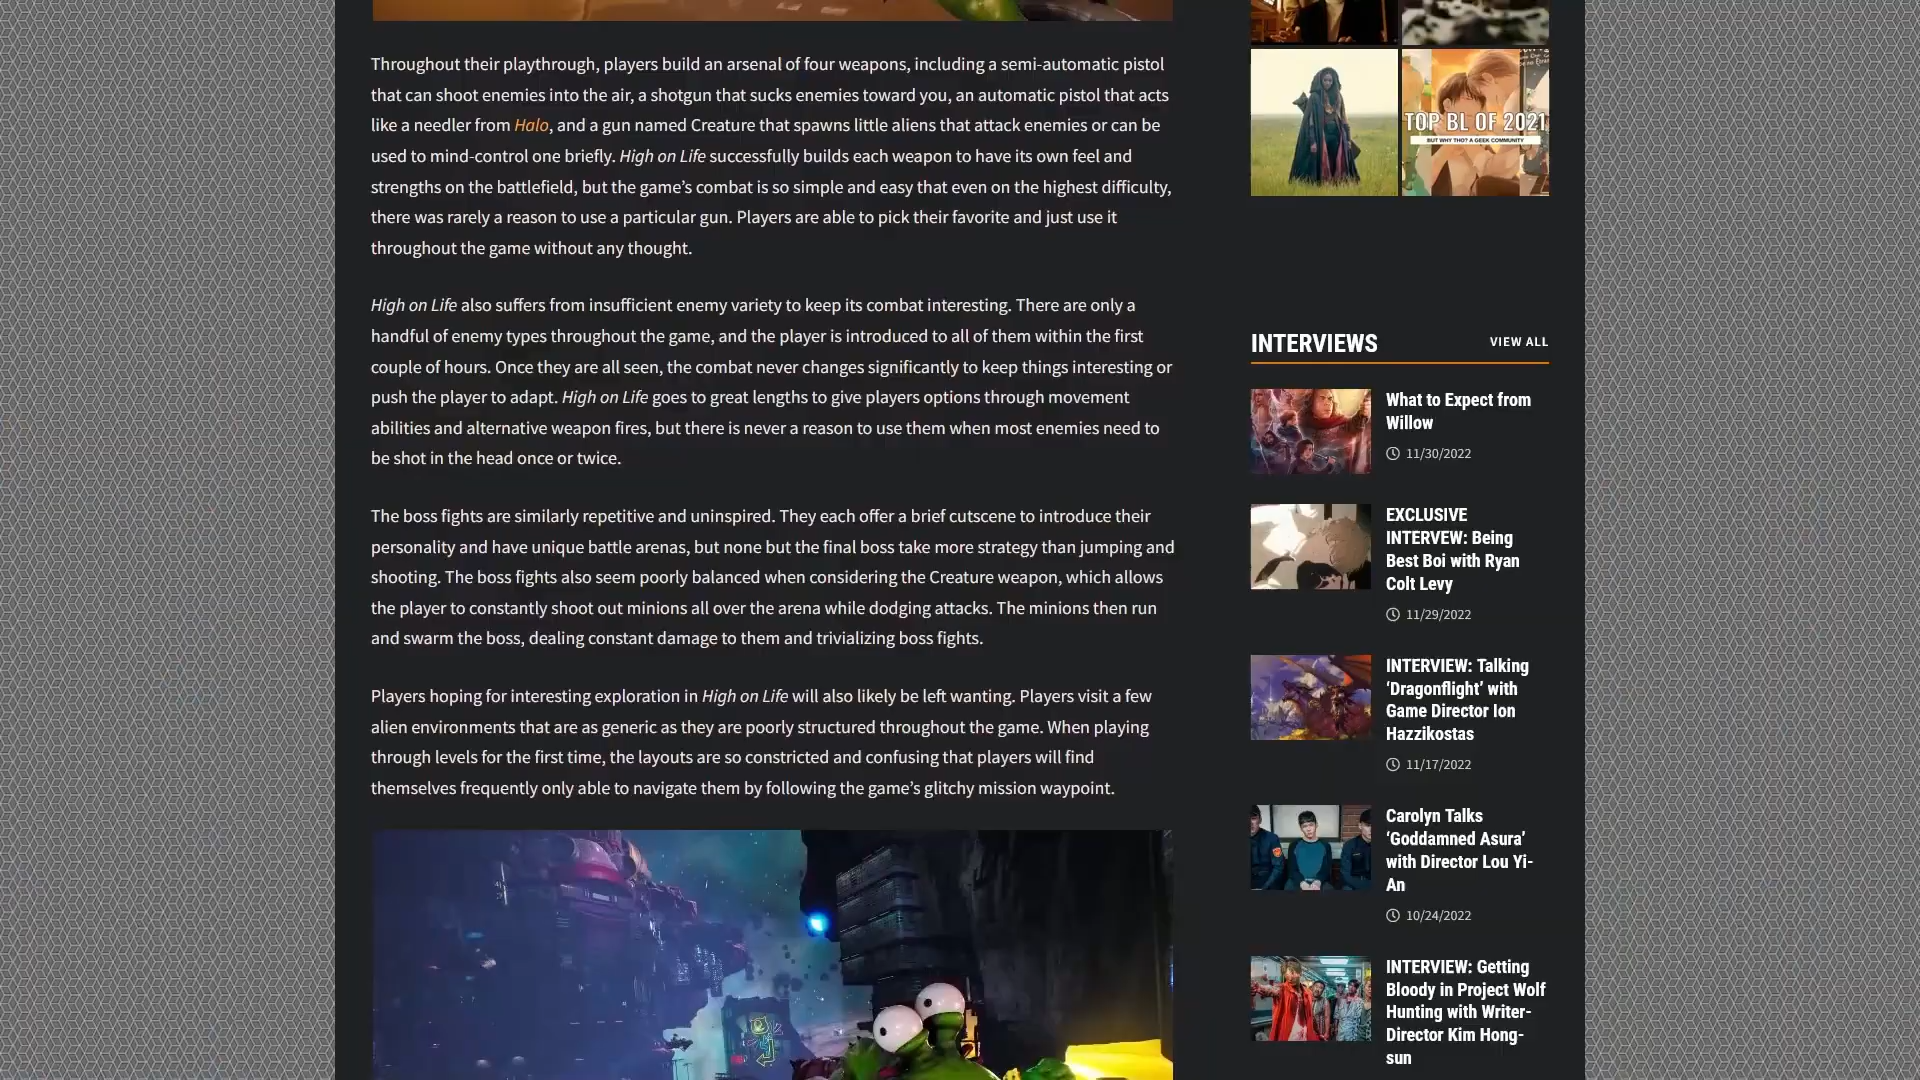 Throughout their playthrough, players build an arsenal of four weapons, including a semi-automatic pistol
that can shoot enemies into the air, a shotgun that sucks enemies toward you, an automatic pistol that acts
like a needler from Halo, and a gun named Creature that spawns little aliens that attack enemies or can be
used to mind-control one briefly. High on Life successfully builds each weapon to have its own feel and
strengths on the battlefield, but the game’s combat is so simple and easy that even on the highest difficulty,
there was rarely a reason to use a particular gun. Players are able to pick their favorite and just use it
throughout the game without any thought.
High on Life also suffers from insufficient enemy variety to keep its combat interesting. There are only a
handful of enemy types throughout the game, and the player is introduced to all of them within the first
couple of hours. Once they are all seen, the combat never changes significantly to keep things interesting or
push the player to adapt. High on Life goes to great lengths to give players options through movement
abilities and alternative weapon fires, but there is never a reason to use them when most enemies need to
be shot in the head once or twice.
The boss fights are similarly repetitive and uninspired. They each offer a brief cutscene to introduce their
personality and have unique battle arenas, but none but the final boss take more strategy than jumping and
shooting. The boss fights also seem poorly balanced when considering the Creature weapon, which allows
the player to constantly shoot out minions all over the arena while dodging attacks. The minions then run
and swarm the boss, dealing constant damage to them and trivializing boss fights.
Players hoping for interesting exploration in High on Life will also likely be left wanting. Players visit a few
alien environments that are as generic as they are poorly structured throughout the game. When playing
through levels for the first time, the layouts are so constricted and confusing that players will find
themselves frequently only able to navigate them by following the game’s glitchy mission waypoint.
TOP BL OF 2021
BUT WHY THO? A GEEK COMMUNITY
INTERVIEWS
VIEW ALL
What to Expect from
Willow
11/30/2022
EXCLUSIVE
INTERVEW: Being
Best Boi with Ryan
Colt Levy
11/29/2022
INTERVIEW: Talking
‘Dragonflight’ with
Game Director Ion
Hazzikostas
11/17/2022
Carolyn Talks
‘Goddamned Asura’
with Director Lou Yi-
An
10/24/2022
INTERVIEW: Getting
Bloody in Project Wolf
Hunting with Writer-
Director Kim Hong-
sun